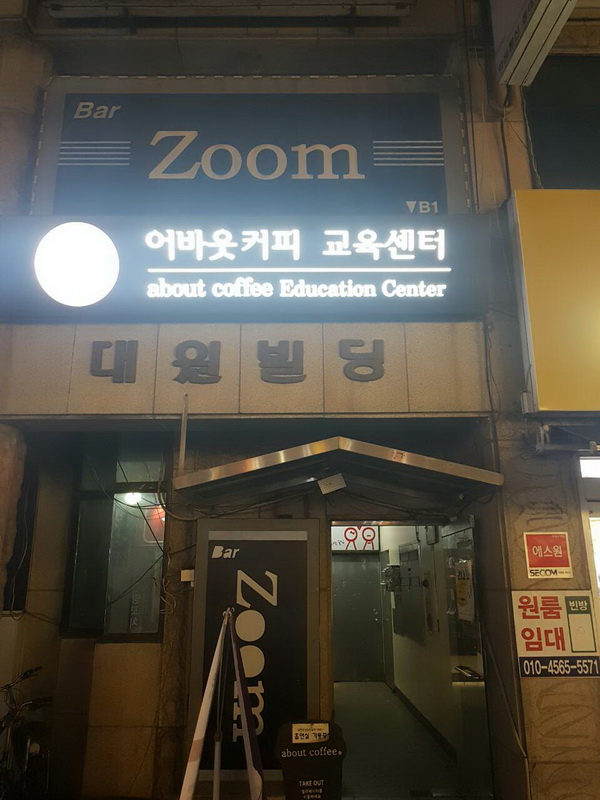 Bar
Zoom
▼B1
어바웃커피 교육센터
about coffee Education Center
대원빌딩
Bar
Zoom
에스원
SECOM
원룸 빈방
임대
010-4565-5571
about coffee
TAKE OUT